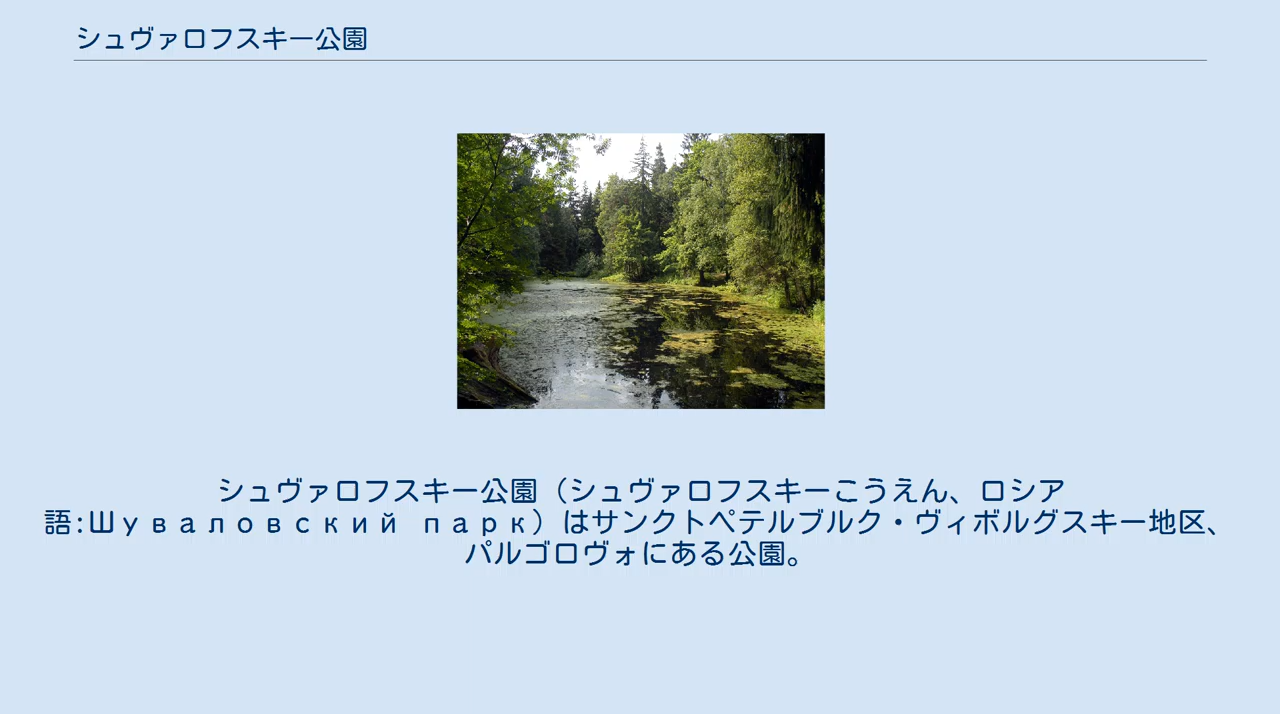 シュヴァロフスキー公園
シュヴァロフスキー公園（シュヴァロフスキーこうえん、ロシア
語:Шуваловский парк）はサンクトペテルブルク・ヴィボルグスキー地区、
パルゴロヴォにある公園。